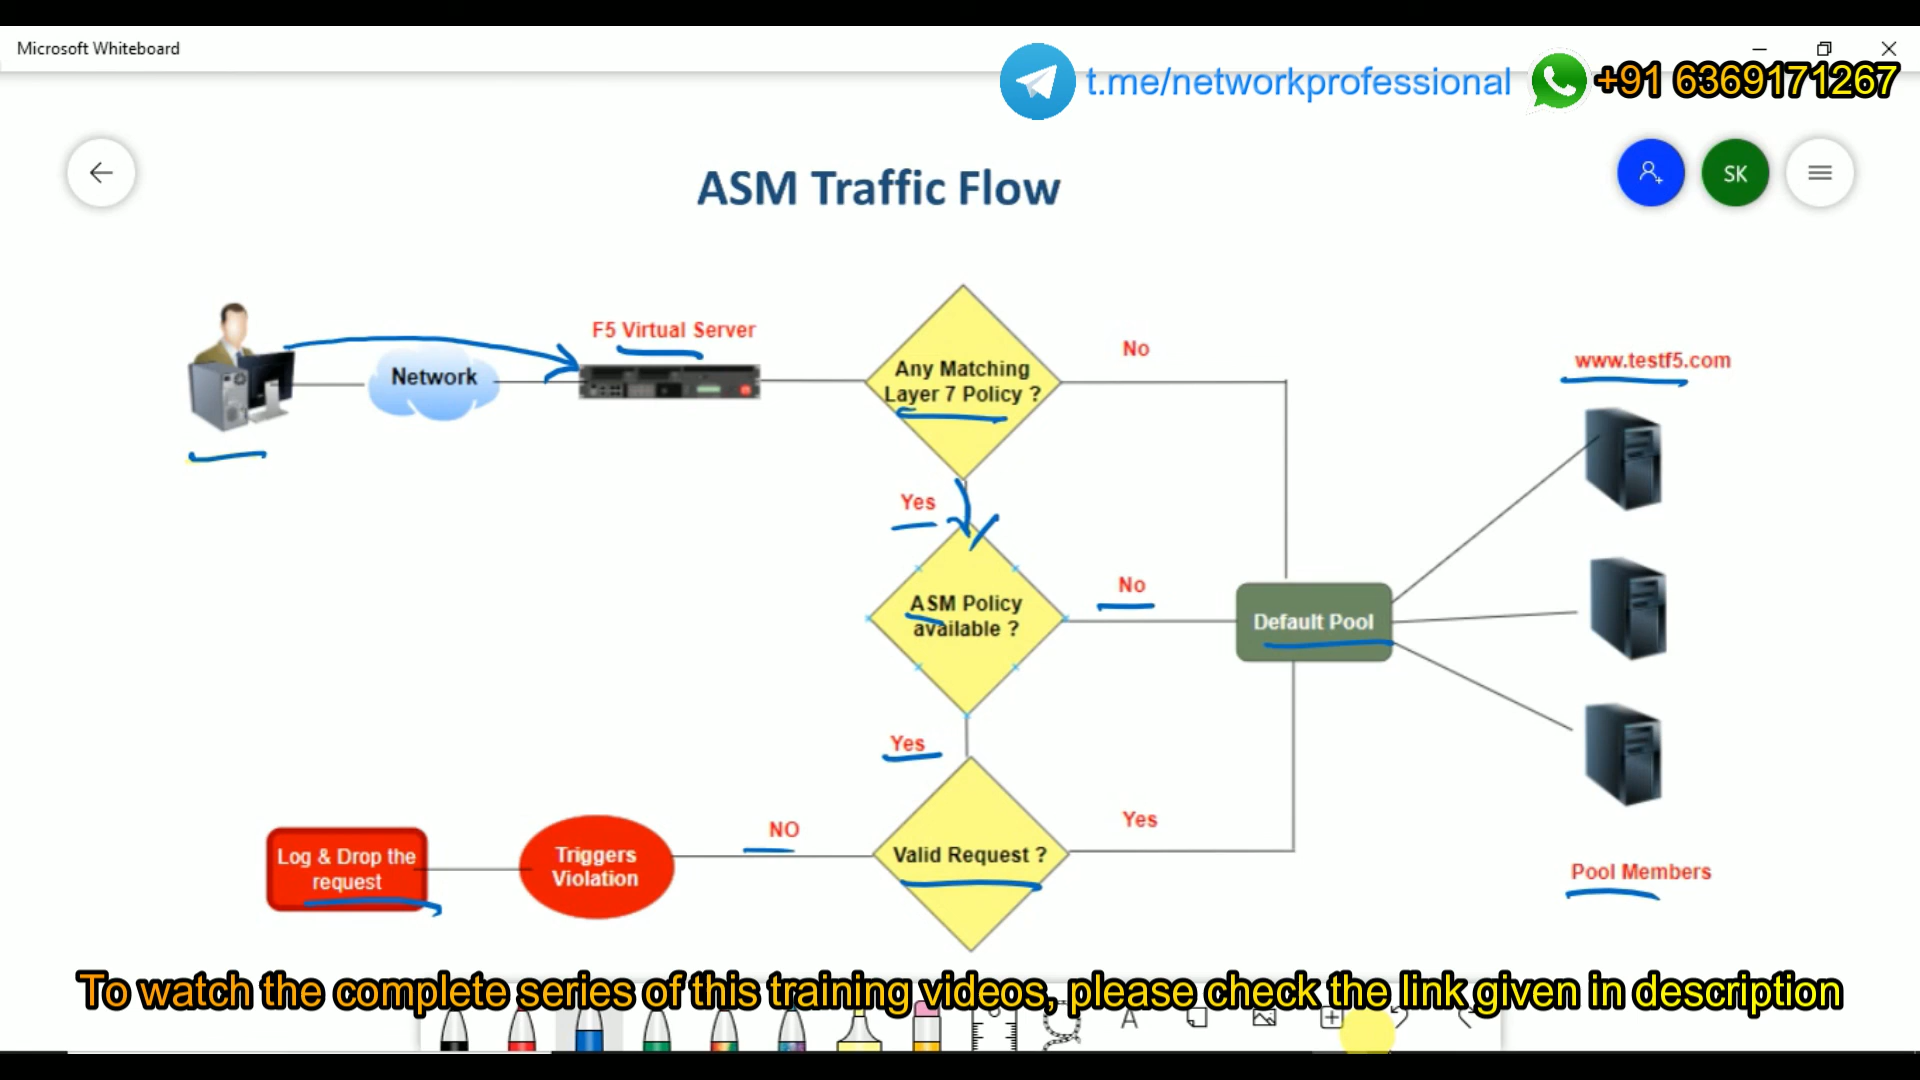 Microsoft Whiteboard
t.me/networkprofessional
+91 6369171267
SK
ASM Traffic Flow
F5 Virtual Server
Network
Any Matching
Layer 7 Policy ?
No
www.testf5.com
Yes
ASM Policy
available ?
No
Default Pool
Yes
Valid Request ?
Yes
NO
Triggers
Violation
Log & Drop the
request
Pool Members
To watch the complete series of this training videos, please check the link given in description
A